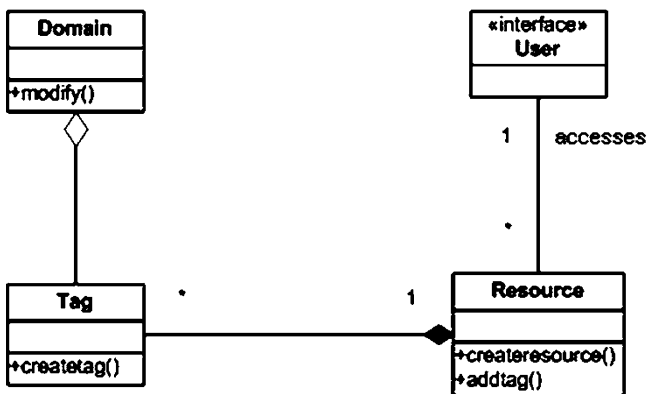 Domain
+modify()
«interface»
User
1 accesses
*
Tag
+createtag()
* 1
Resource
+createresource()
+addtag()